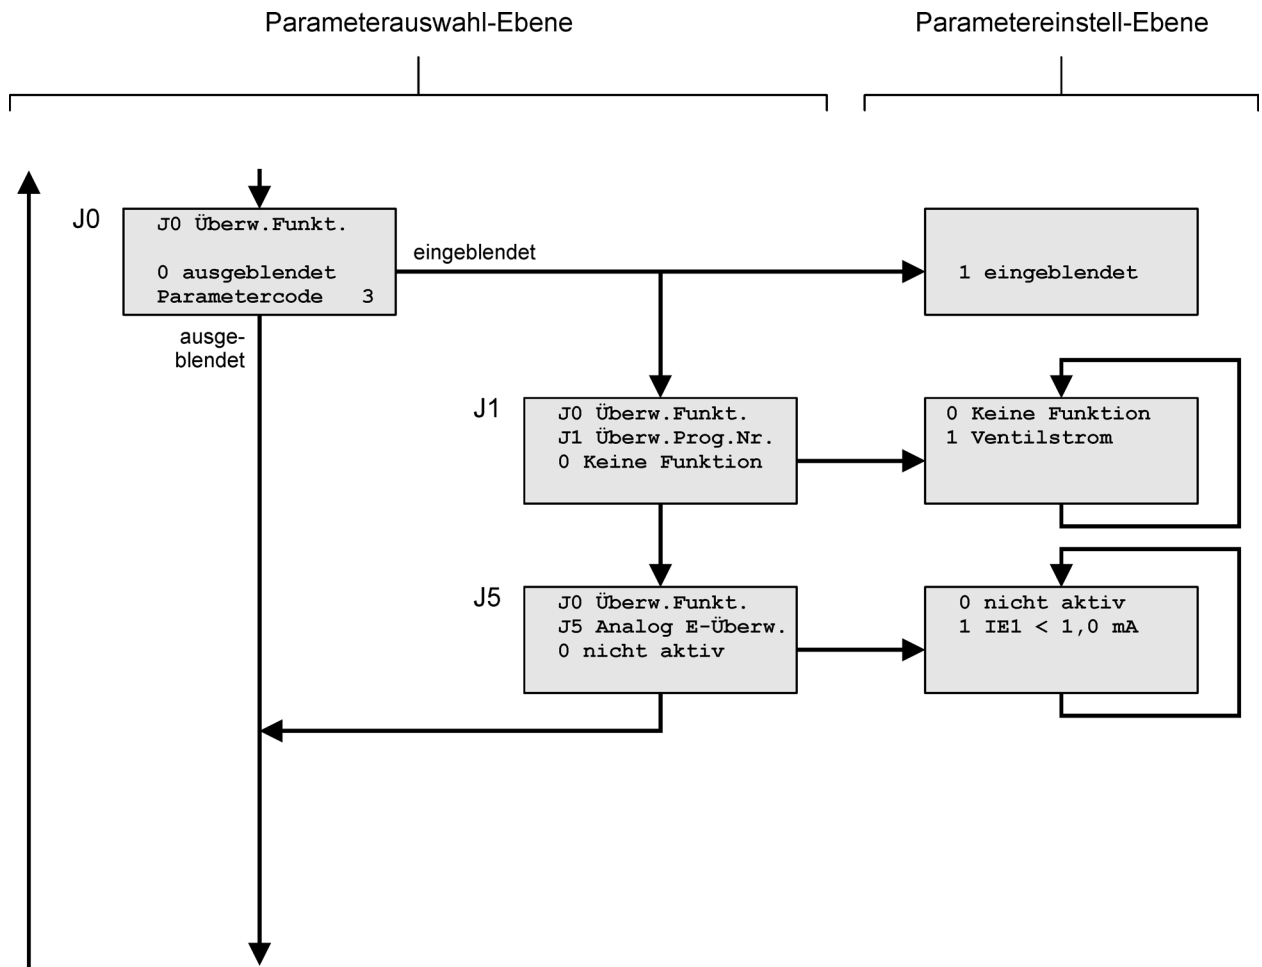 Parameterauswahl-Ebene
Parametereinstell-Ebene
J0
J0 Überw.Funkt.
0 ausgeblendet
Parametercode 3
eingeblendet
1 eingeblendet
ausge-
blendet
J1
J0 Überw.Funkt.
J1 Überw.Prog.Nr.
0 Keine Funktion
0 Keine Funktion
1 Ventilstrom
J5
J0 Überw.Funkt.
J5 Analog E-Überw.
0 nicht aktiv
0 nicht aktiv
1 IE1 < 1,0 mA